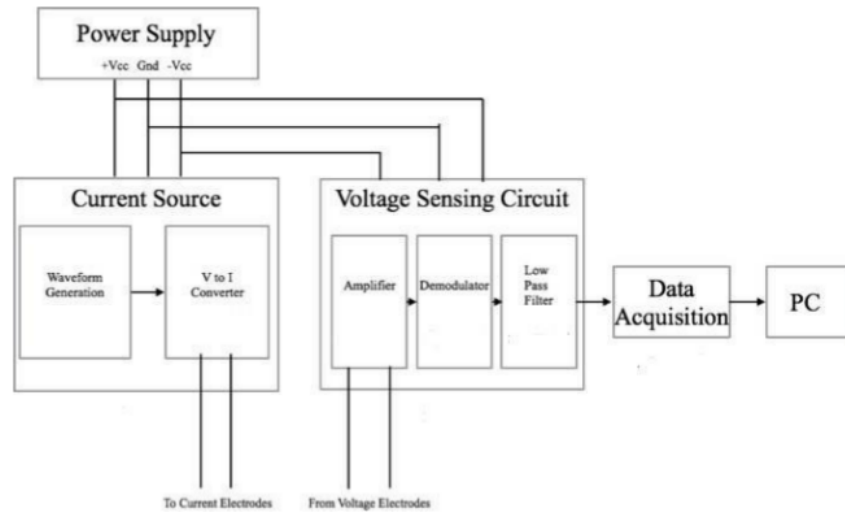 Power Supply
+Vcc Gnd -Vcc
Current Source
Waveform
Generation
V to I
Converter
Voltage Sensing Circuit
Amplifier
Demodulator
Low
Pass
Filter
Data
Acquisition
PC
To Current Electrodes
From Voltage Electrodes